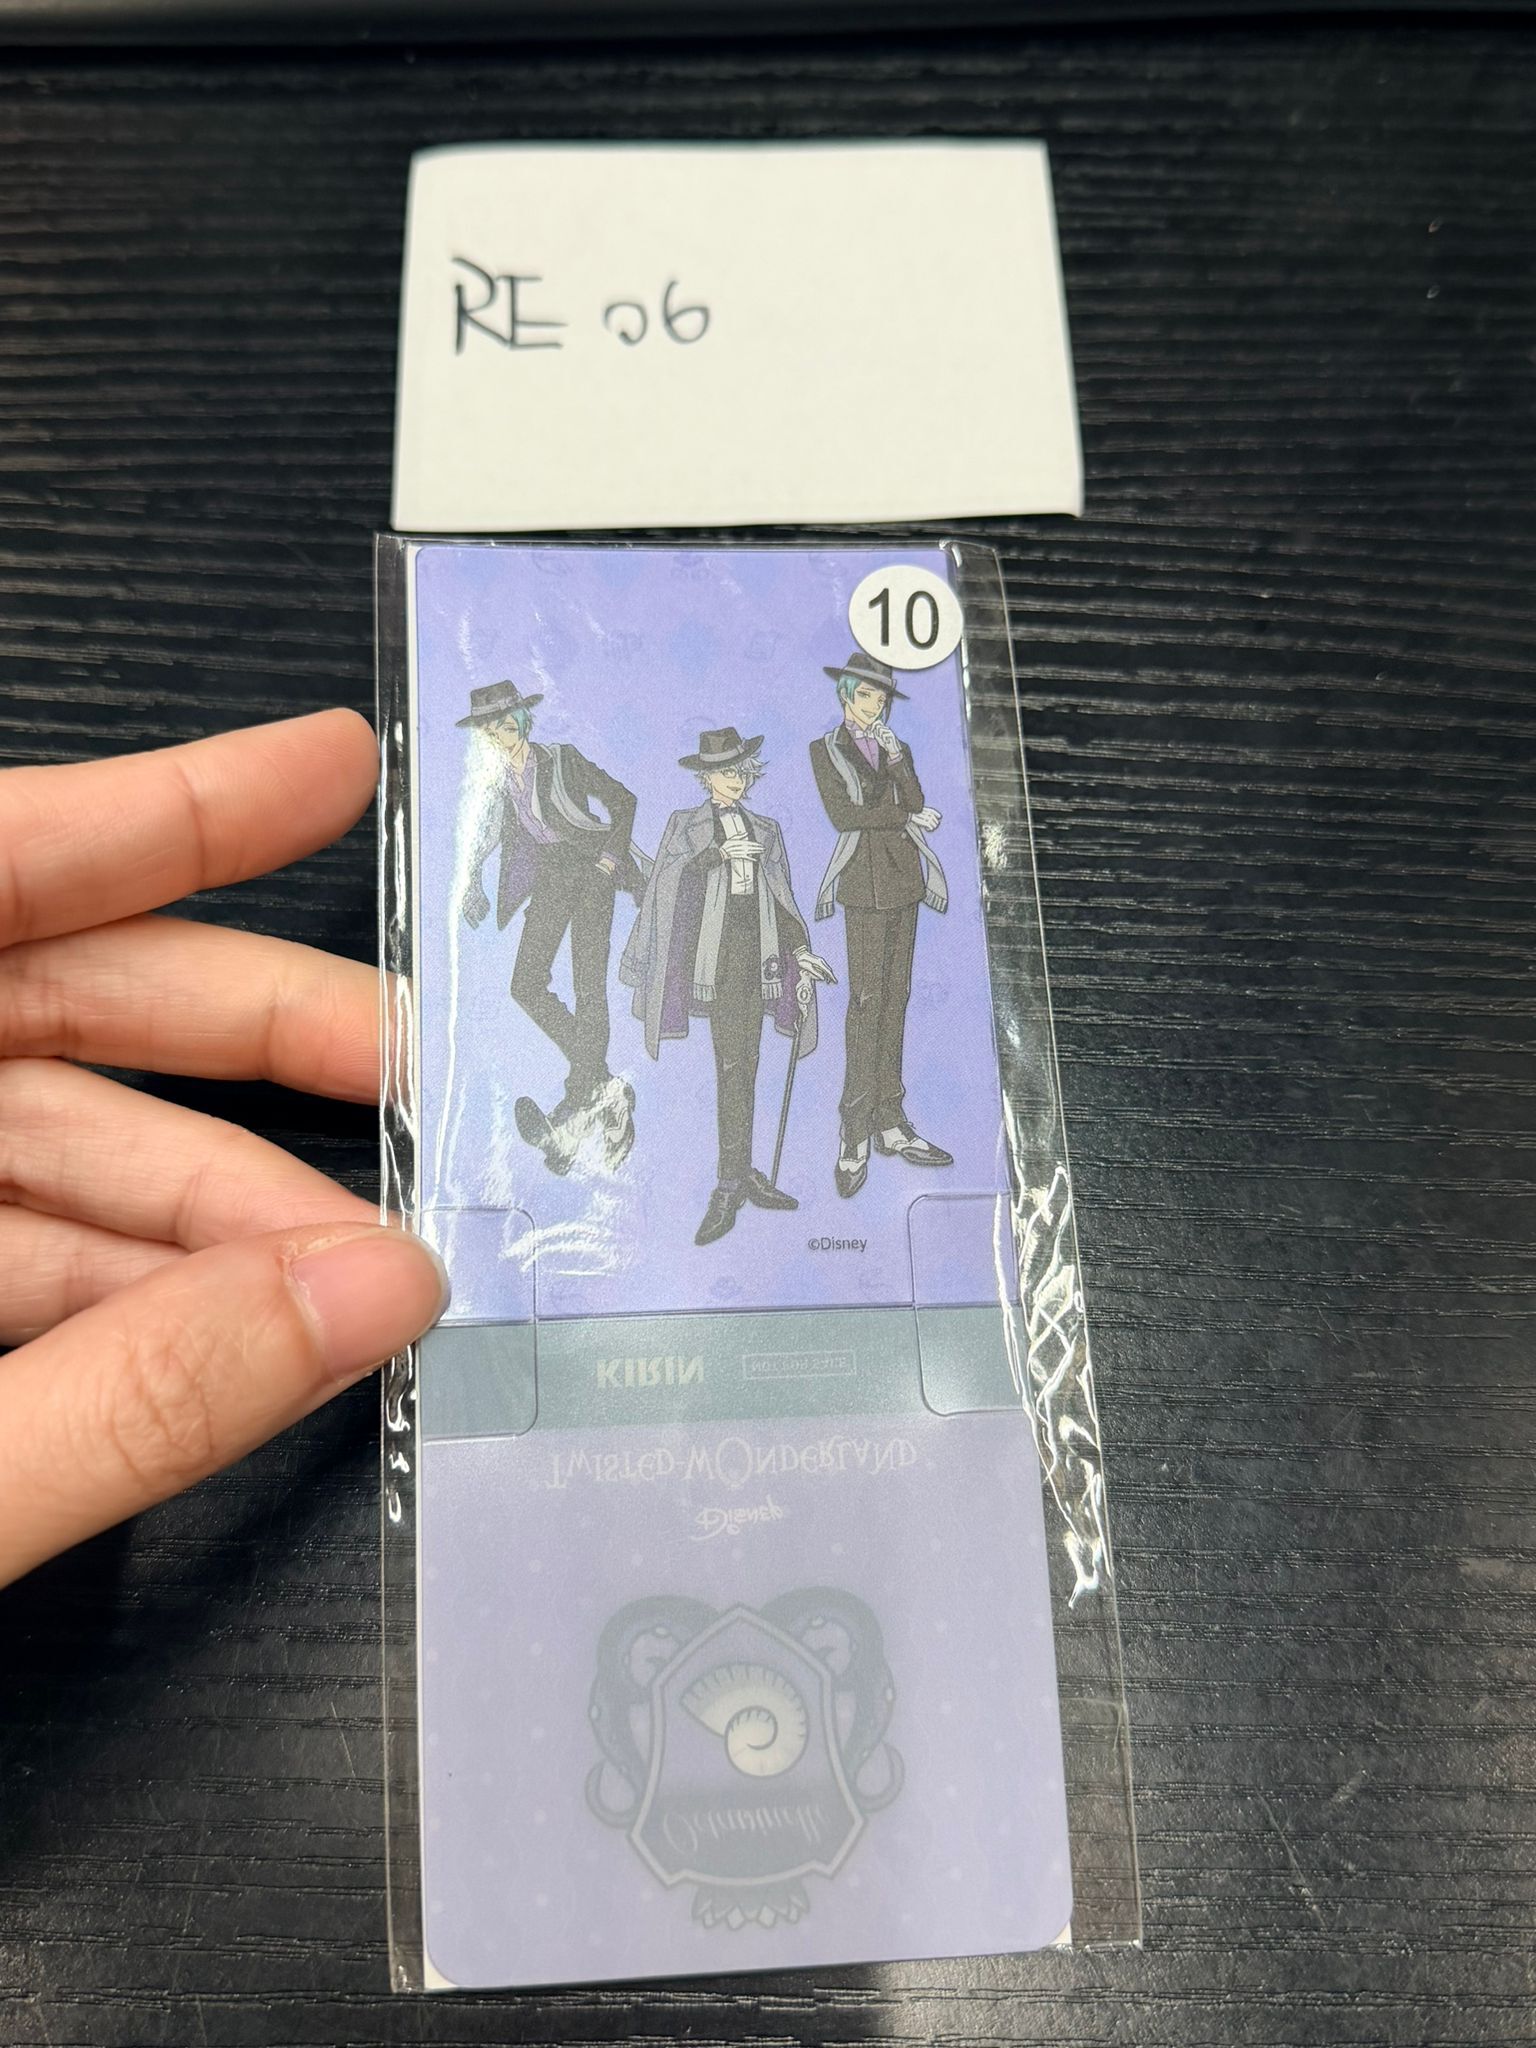 RE 06
10
©Disney
KIRIN NOT FOR SALE
Twisted-Wonderland
Disney
Octavinelle